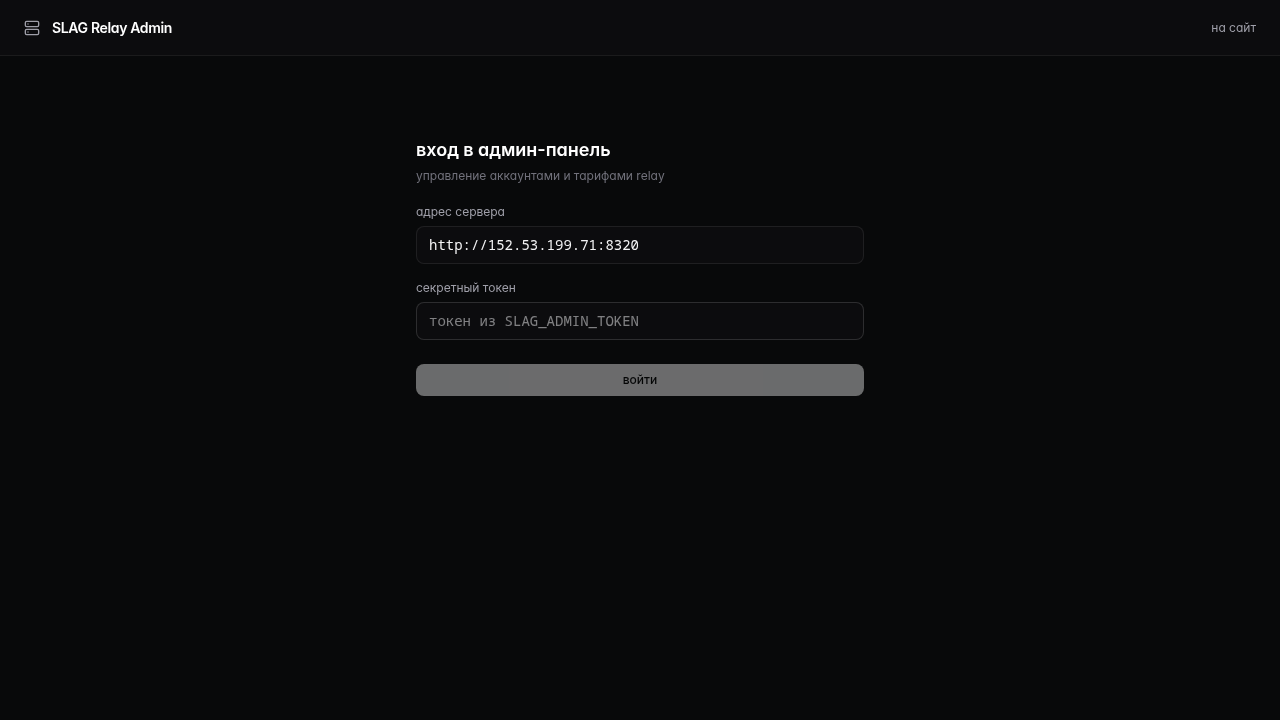 SLAG Relay Admin
на сайт
вход в админ-панель
управление аккаунтами и тарифами relay
адрес сервера
http://152.53.199.71:8320
секретный токен
токен из SLAG_ADMIN_TOKEN
войти